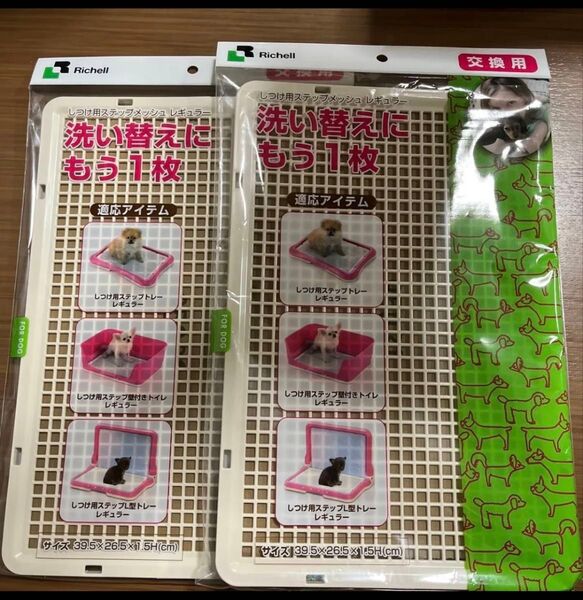 Richell
しつけ用ステップメッシュ レギュラー
洗い替えに
もう1枚
適応アイテム
しつけ用ステップトレー
レギュラー
しつけ用ステップ壁付きトイレ
レギュラー
しつけ用ステップL型トレー
レギュラー
サイズ 39.5×26.5×1.5H(cm)
FOR DOG
Richell
交換用
しつけ用ステップメッシュ レギュラー
洗い替えに
もう1枚
適応アイテム
しつけ用ステップトレー
レギュラー
しつけ用ステップ壁付きトイレ
レギュラー
しつけ用ステップL型トレー
レギュラー
サイズ 39.5×26.5×1.5H(cm)
FOR DOG